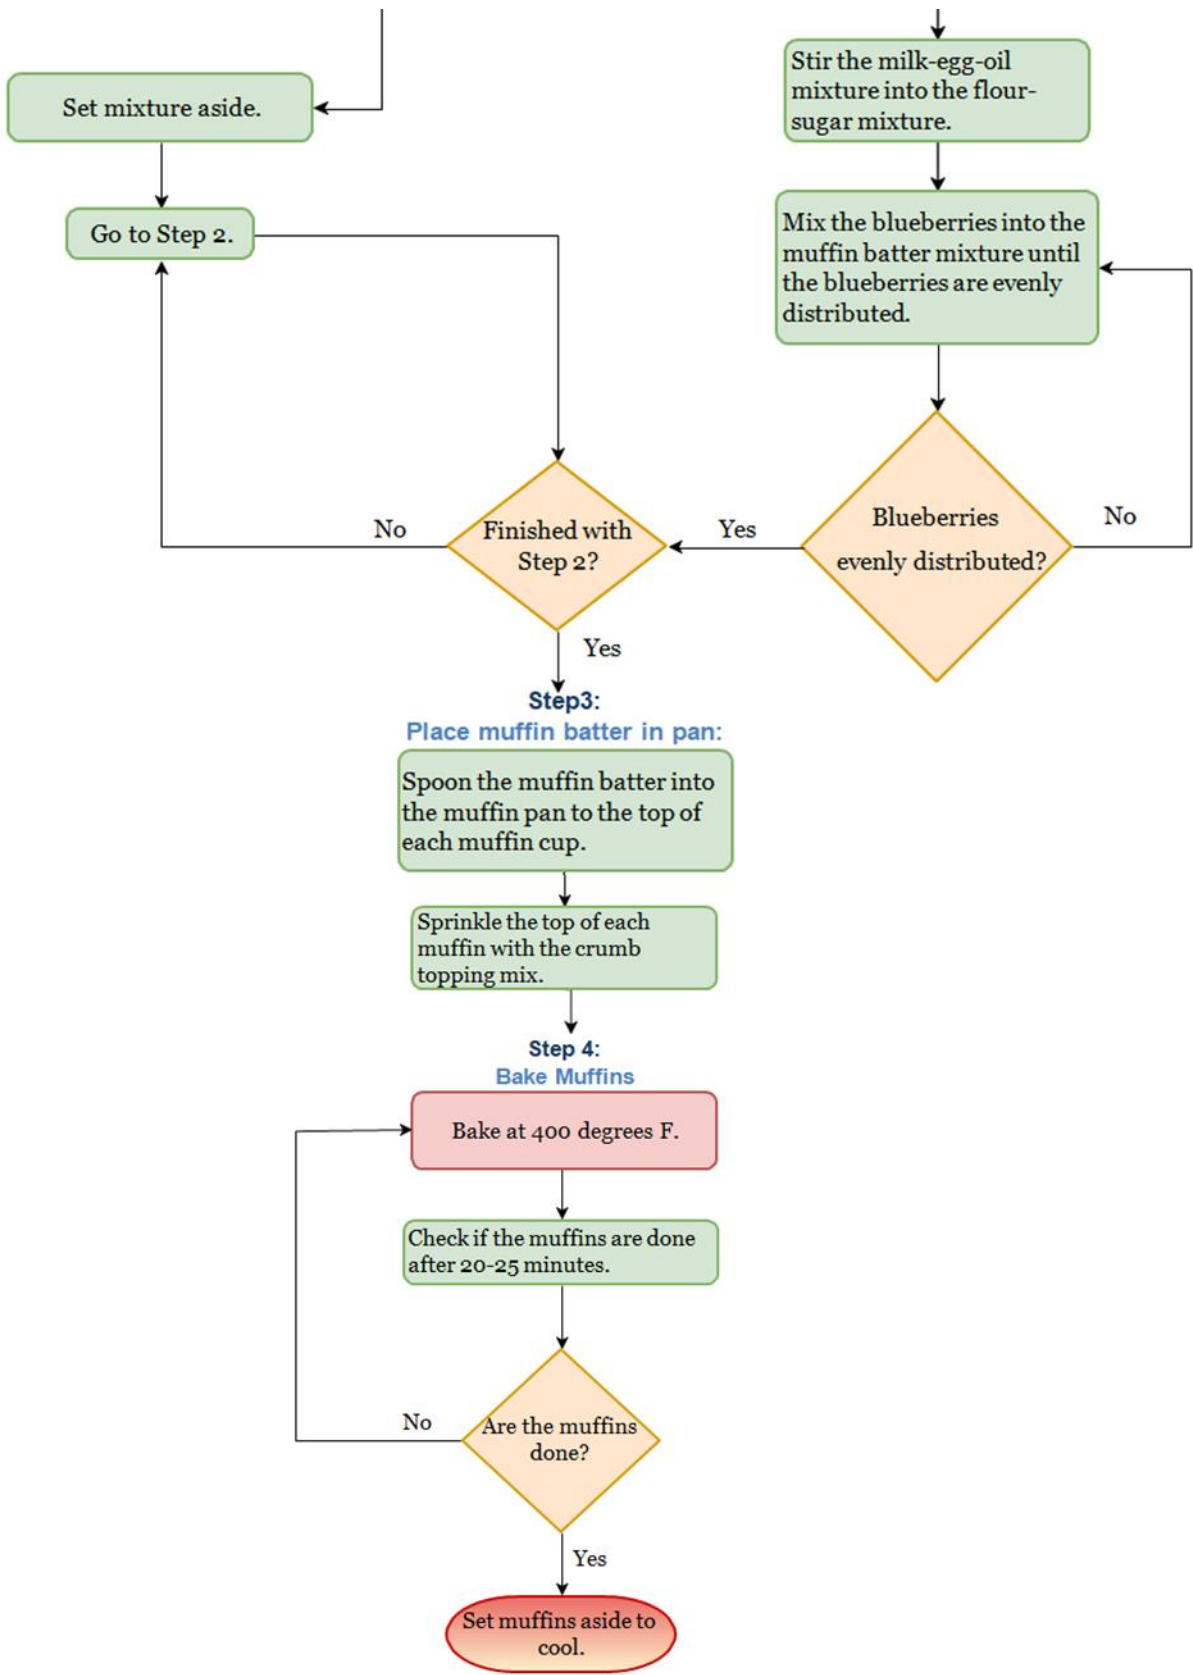 Set mixture aside.
Go to Step 2.
Stir the milk-egg-oil
mixture into the flour-
sugar mixture.
Mix the blueberries into the
muffin batter mixture until
the blueberries are evenly
distributed.
Blueberries
evenly distributed?
No
Yes
Finished with
Step 2?
No
Yes
Step3:
Place muffin batter in pan:
Spoon the muffin batter into
the muffin pan to the top of
each muffin cup.
Sprinkle the top of each
muffin with the crumb
topping mix.
Step 4:
Bake Muffins
Bake at 400 degrees F.
Check if the muffins are done
after 20-25 minutes.
Are the muffins
done?
No
Yes
Set muffins aside to
cool.